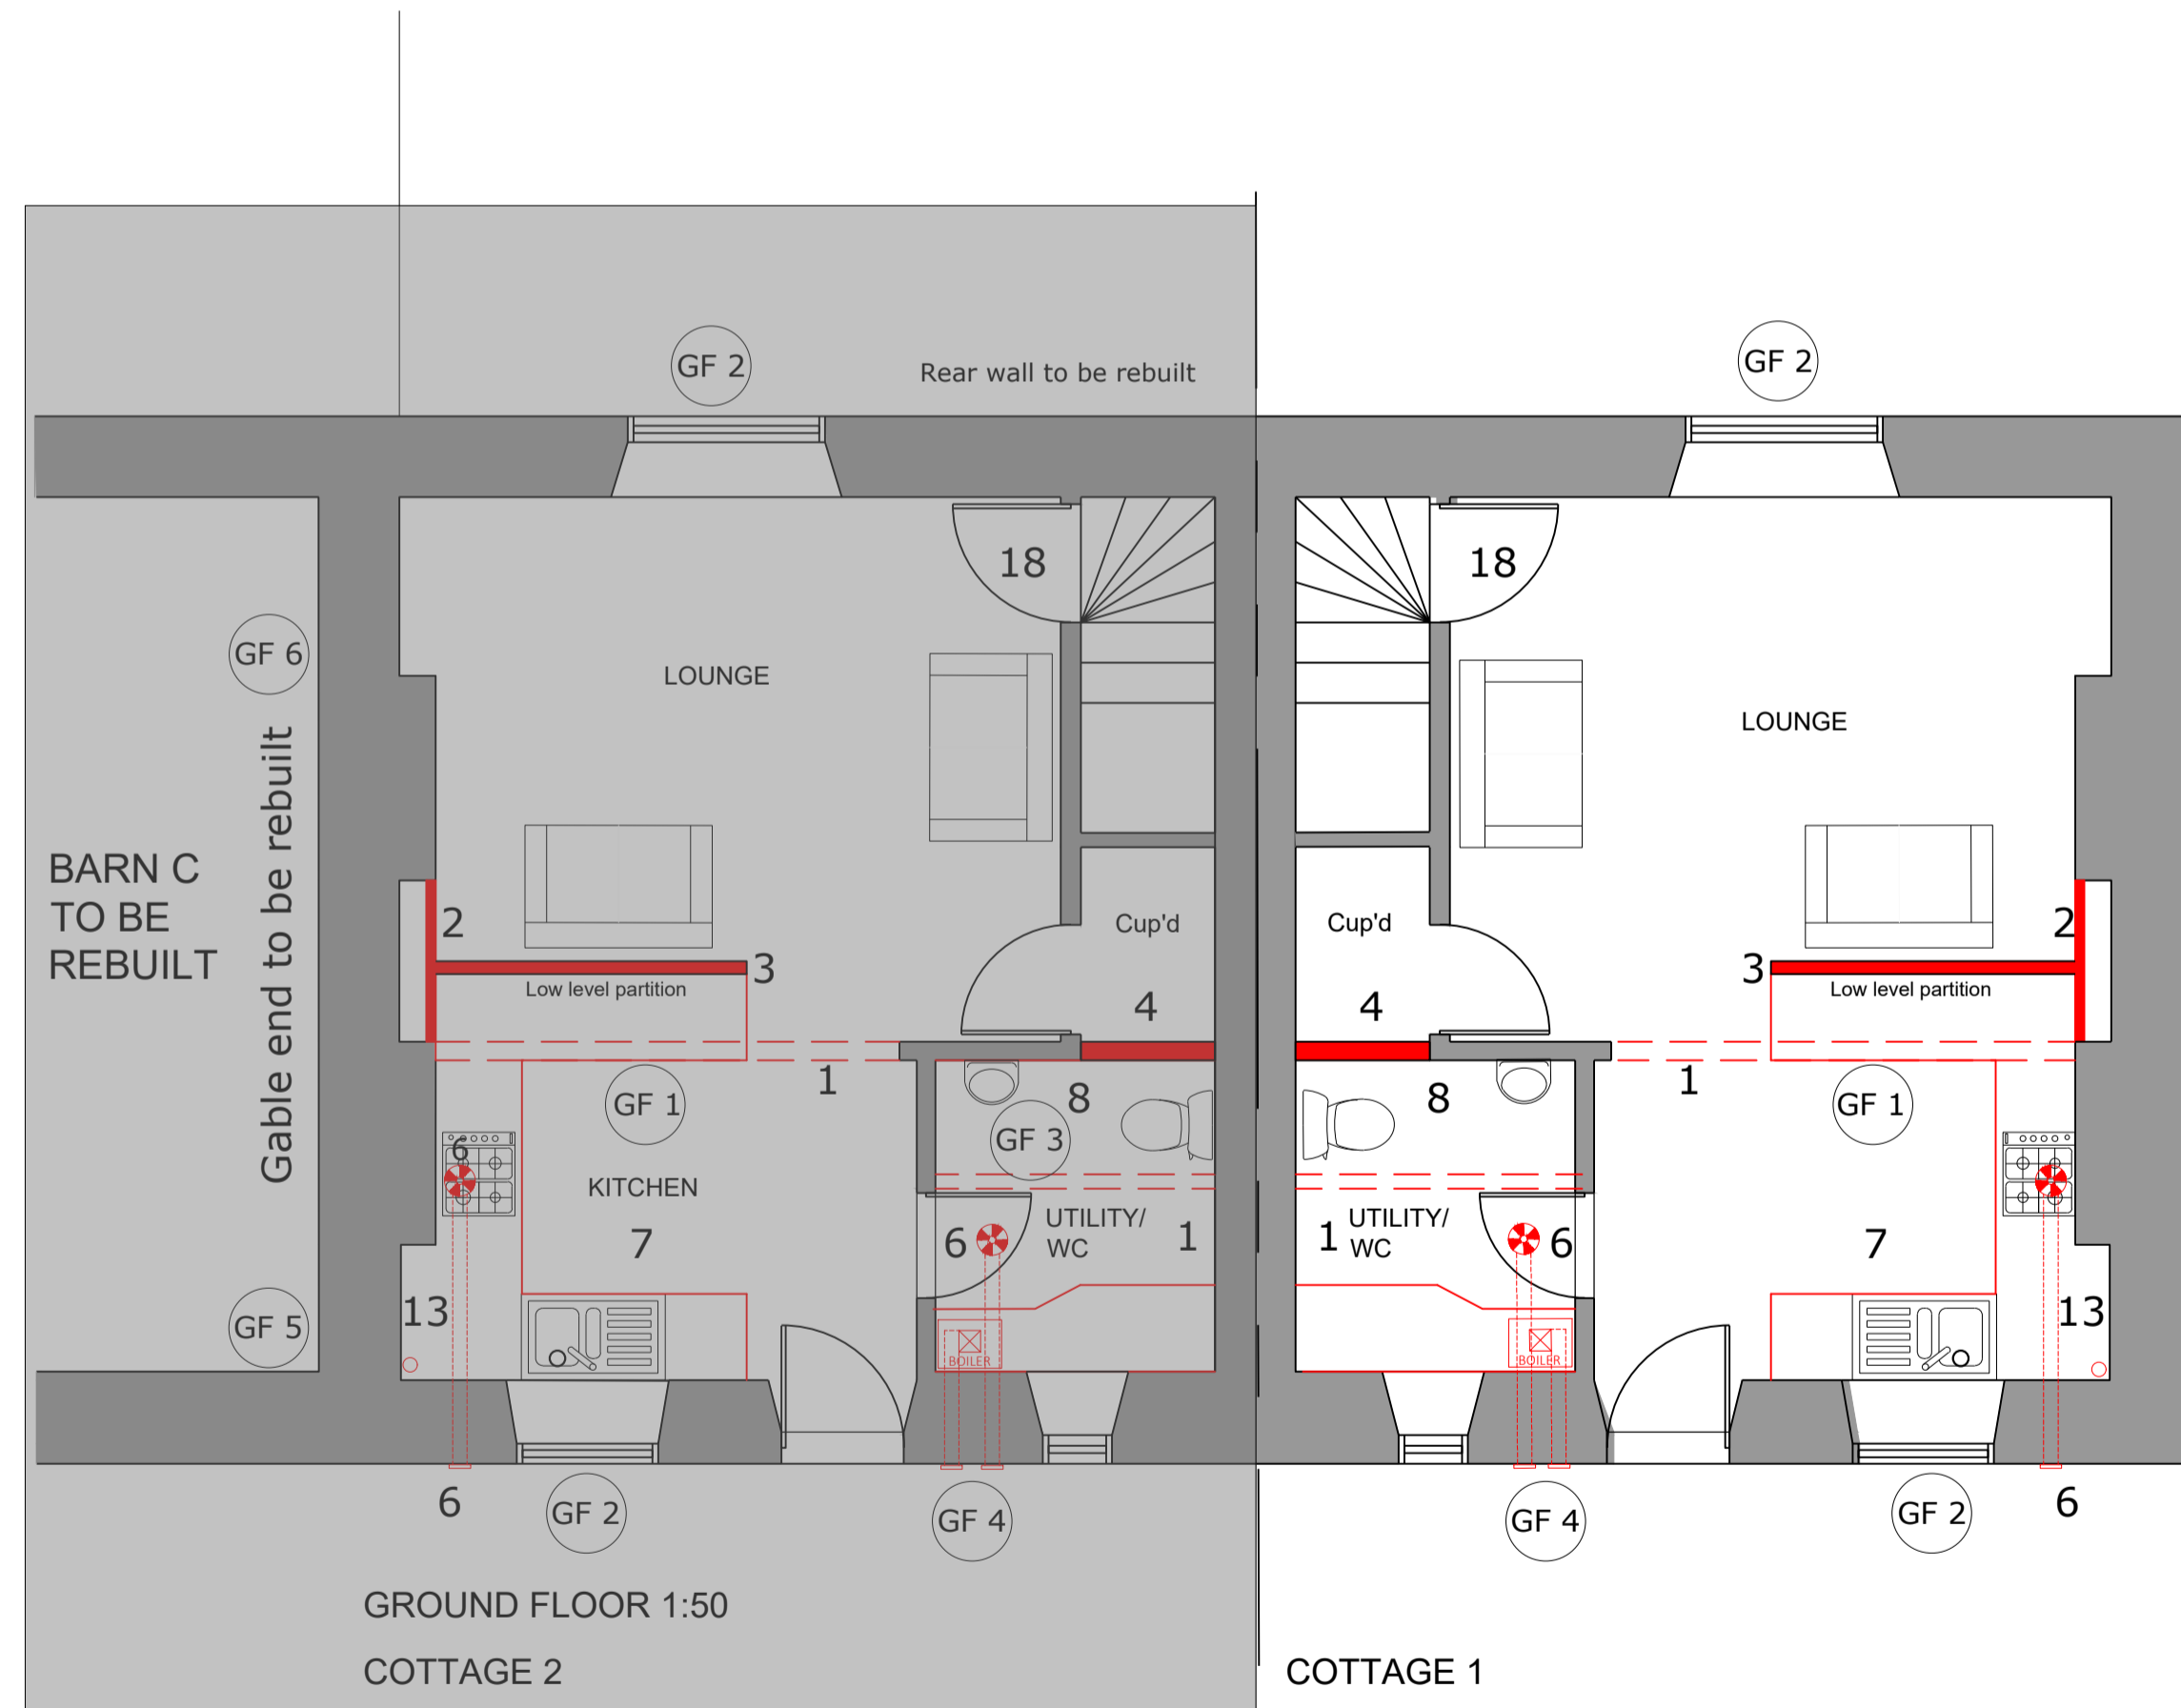 GF 2
Rear wall to be rebuilt
GF 2
18
18
GF 6
LOUNGE
LOUNGE
Gable end to be rebuilt
BARN C
TO BE
REBUILT
2
Cup'd
Cup'd
2
3
3
Low level partition
Low level partition
4
4
1
8
8
1
GF 1
GF 3
GF 1
6
KITCHEN
UTILITY/
WC
1
6
7
1
UTILITY/
WC
6
7
13
13
GF 5
BOILER
BOILER
6
GF 2
GF 4
GF 4
GF 2
6
GROUND FLOOR 1:50
COTTAGE 2
COTTAGE 1